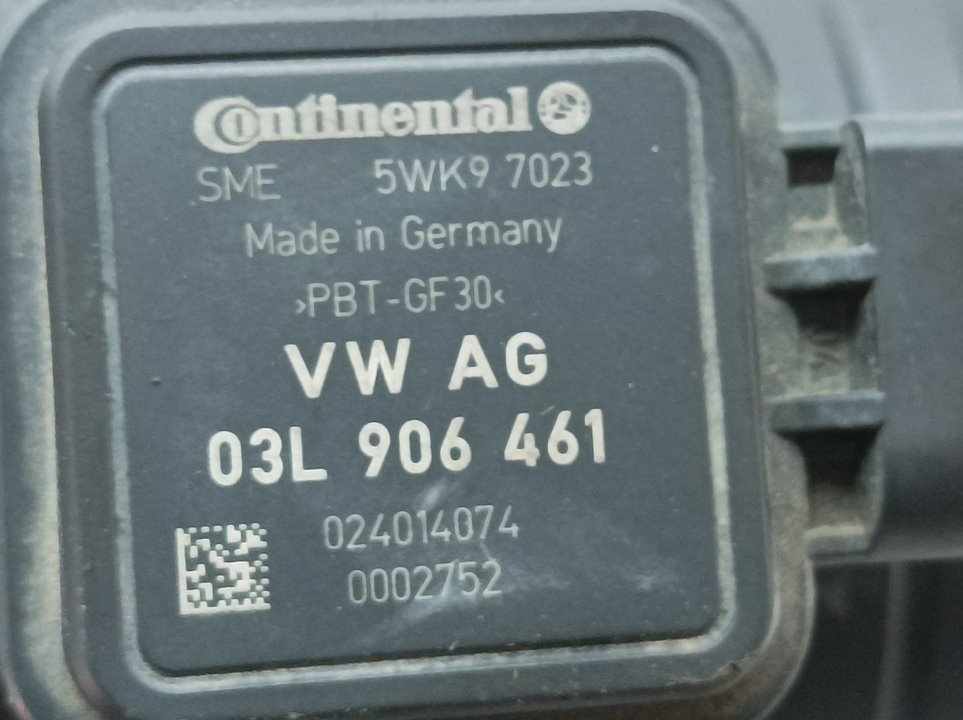 Continental
SME 5WK9 7023
Made in Germany
›PBT-GF30‹
VW AG
03L 906 461
024014074
0002752